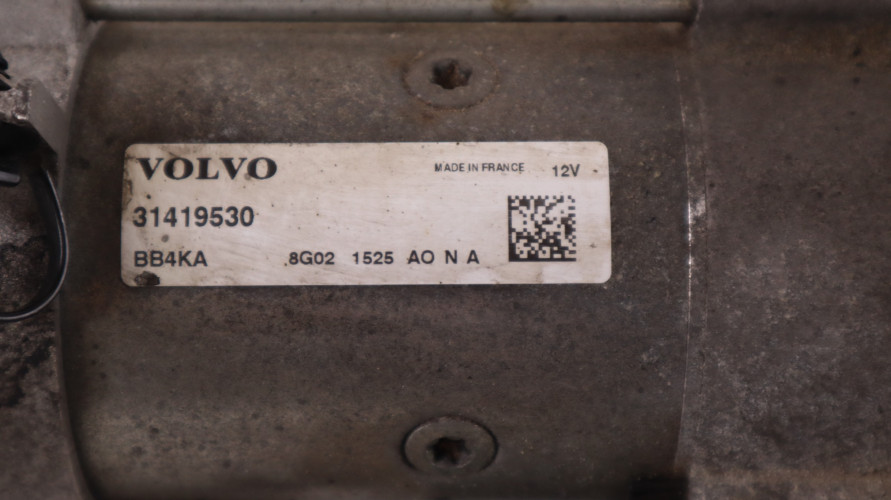 VOLVO MADE IN FRANCE 12V
31419530
BB4KA 8G02 1525 AO N A